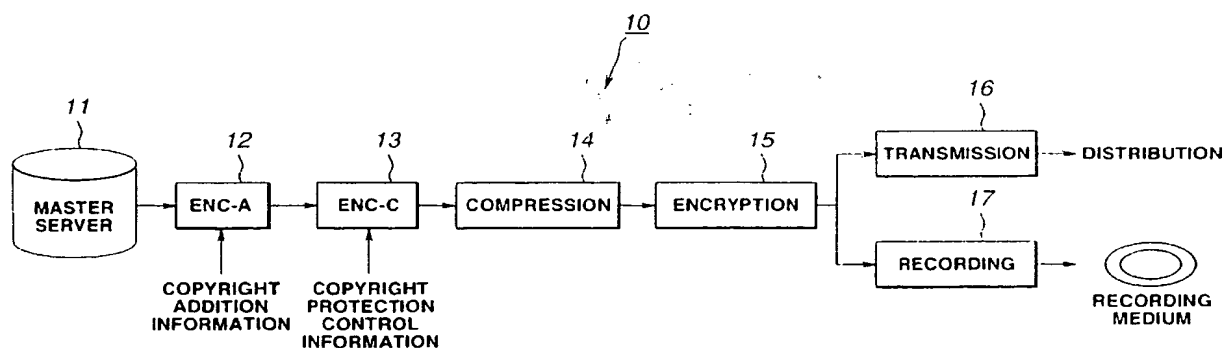 10
11
12
13
14
15
16
17
MASTER
SERVER
ENC-A
ENC-C
COMPRESSION
ENCRYPTION
TRANSMISSION
DISTRIBUTION
RECORDING
RECORDING
MEDIUM
COPYRIGHT
ADDITION
INFORMATION
COPYRIGHT
PROTECTION
CONTROL
INFORMATION